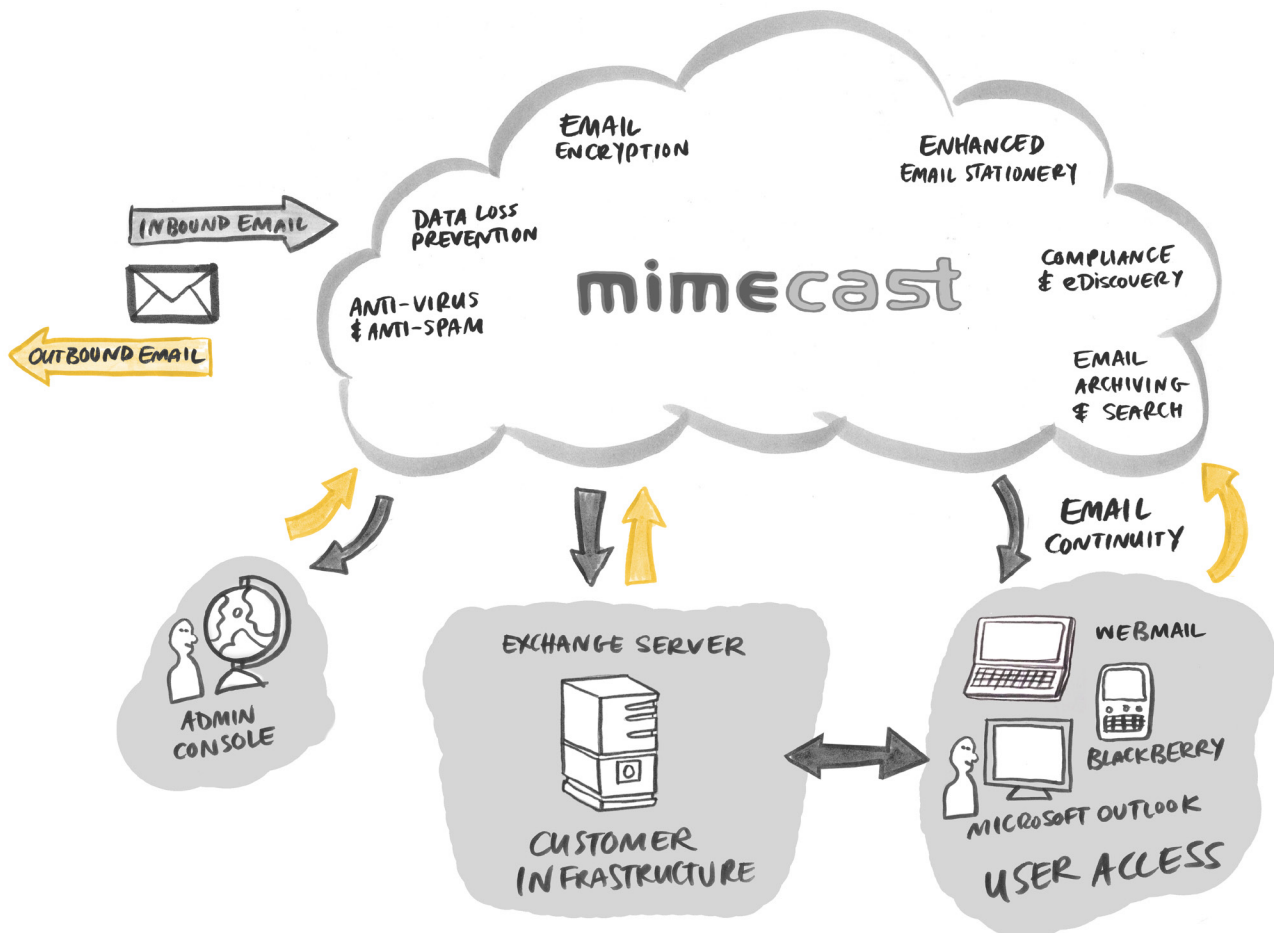 EMAIL
ENCRYPTION
ENHANCED
EMAIL STATIONERY
INBOUND EMAIL
DATA LOSS
PREVENTION
COMPLIANCE
& eDISCOVERY
mimecast
ANTI-VIRUS
& ANTI-SPAM
OUTBOUND EMAIL
EMAIL
ARCHIVING
& SEARCH
EMAIL
CONTINUITY
ADMIN
CONSOLE
EXCHANGE SERVER
CUSTOMER
INFRASTRUCTURE
WEBMAIL
BLACKBERRY
MICROSOFT OUTLOOK
USER ACCESS